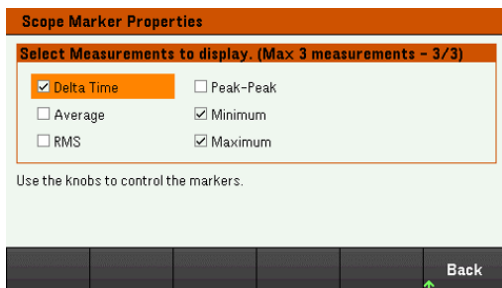 Scope Marker Properties
Select Measurements to display. (Max 3 measurements - 3/3)
Delta Time
Peak-Peak
Average
Minimum
RMS
Maximum
Use the knobs to control the markers.
Back